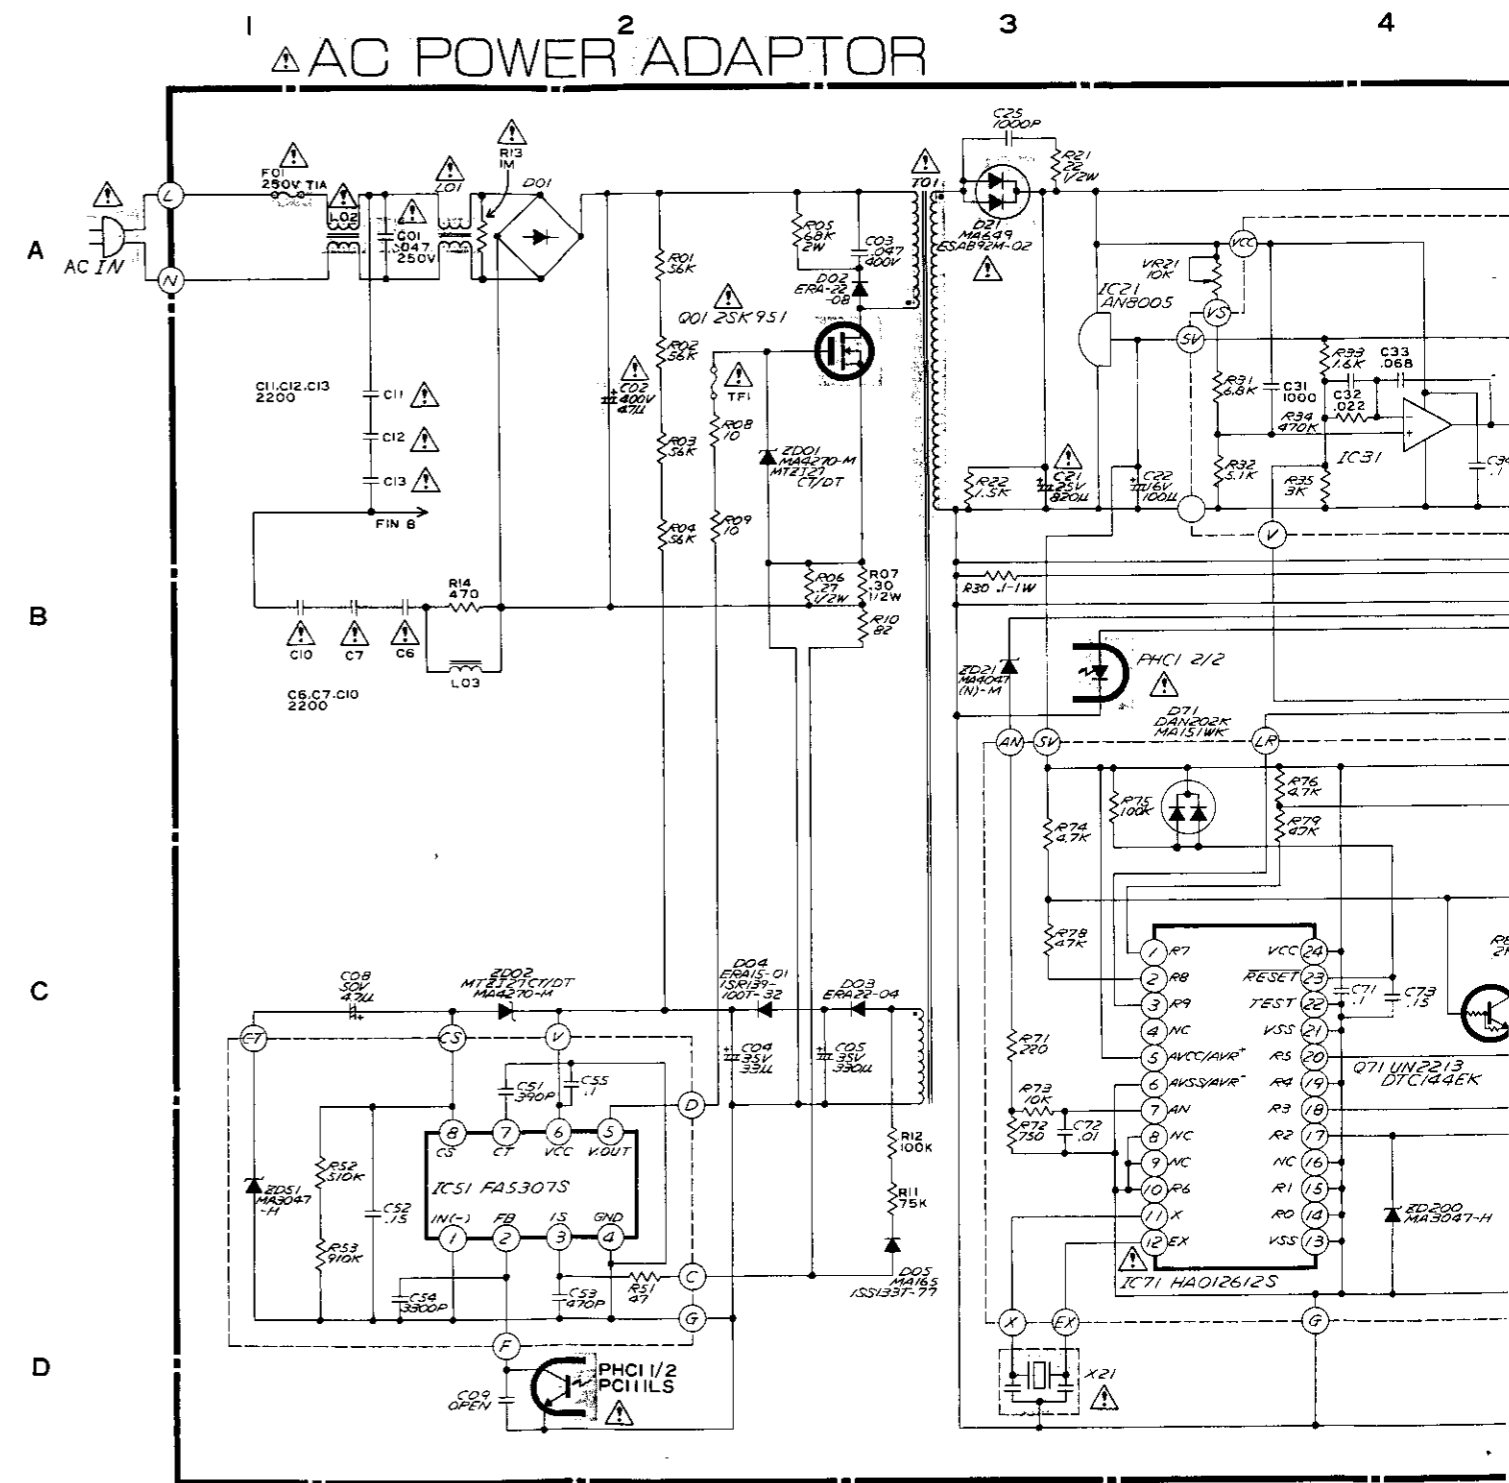 1 2 3 4
AC POWER ADAPTOR
A
B
C
D
AC IN
L
N
F01
250V T1A
L02
C01
.047
250V
L01
R13
1M
D01
C11,C12,C13
2200
C11
C12
C13
FIN B
R14
470
C10
C7
C6
L03
C6,C7,C10
2200
R01
56K
R02
56K
R03
56K
R04
56K
C02
400V
47µ
TF1
R08
10
R09
10
Q01 2SK951
R05
68K
2W
C03
.047
400V
D02
ERA-22
-08
ZD01
MA4270-M
MTZJ27
CT/DT
R06
.27
1/2W
R07
.30
1/2W
R10
82
T01
C25
1000P
R21
22
1/2W
D21
MA649
ESAB92M-02
IC21
AN8005
VR21
10K
VCC
VS
5V
R31
6.8K
C31
1000
R32
5.1K
R33
1.6K
C33
.068
C32
.022
R34
470K
IC31
R35
3K
C34
.1
R22
1.5K
C21
25V
820µ
C22
16V
100µ
V
R30 .1-1W
ZD21
MA4047
(N)-M
PHC1 2/2
D71
DAN202K
MA151WK
AN
5V
LR
R75
100K
R76
4.7K
R79
47K
R74
4.7K
R78
47K
C08
50V
4.7µ
ZD02
MTZJ27CT/DT
MA4270-M
D04
ERA15-01
1SR139-
100T-32
D03
ERA22-04
CT
CS
V
C04
35V
33µ
C05
35V
330µ
C51
390P
C55
.1
D
8
7
6
5
CS
CT
VCC
V.OUT
IC51 FA5307S
IN(-)
FB
IS
GND
1
2
3
4
ZD51
MA3047
-H
R52
510K
R53
910K
C52
.15
C54
3300P
C53
470P
R51
47
C
G
F
C09
OPEN
PHC1 1/2
PC111LS
R12
100K
R11
75K
D05
MA165
1SS133T-77
R71
220
R73
10K
R72
750
C72
.01
1 R7
2 R8
3 R9
4 NC
5 AVCC/AVR+
6 AVSS/AVR-
7 AN
8 NC
9 NC
10 R6
11 X
12 EX
VCC 24
RESET 23
TEST 22
VSS 21
R5 20
R4 19
R3 18
R2 17
NC 16
R1 15
R0 14
VSS 13
IC71 HA012612S
C71
.1
C73
.15
Q71 UN2213
DTC144EK
ZD200
MA3047-H
X
EX
G
X21